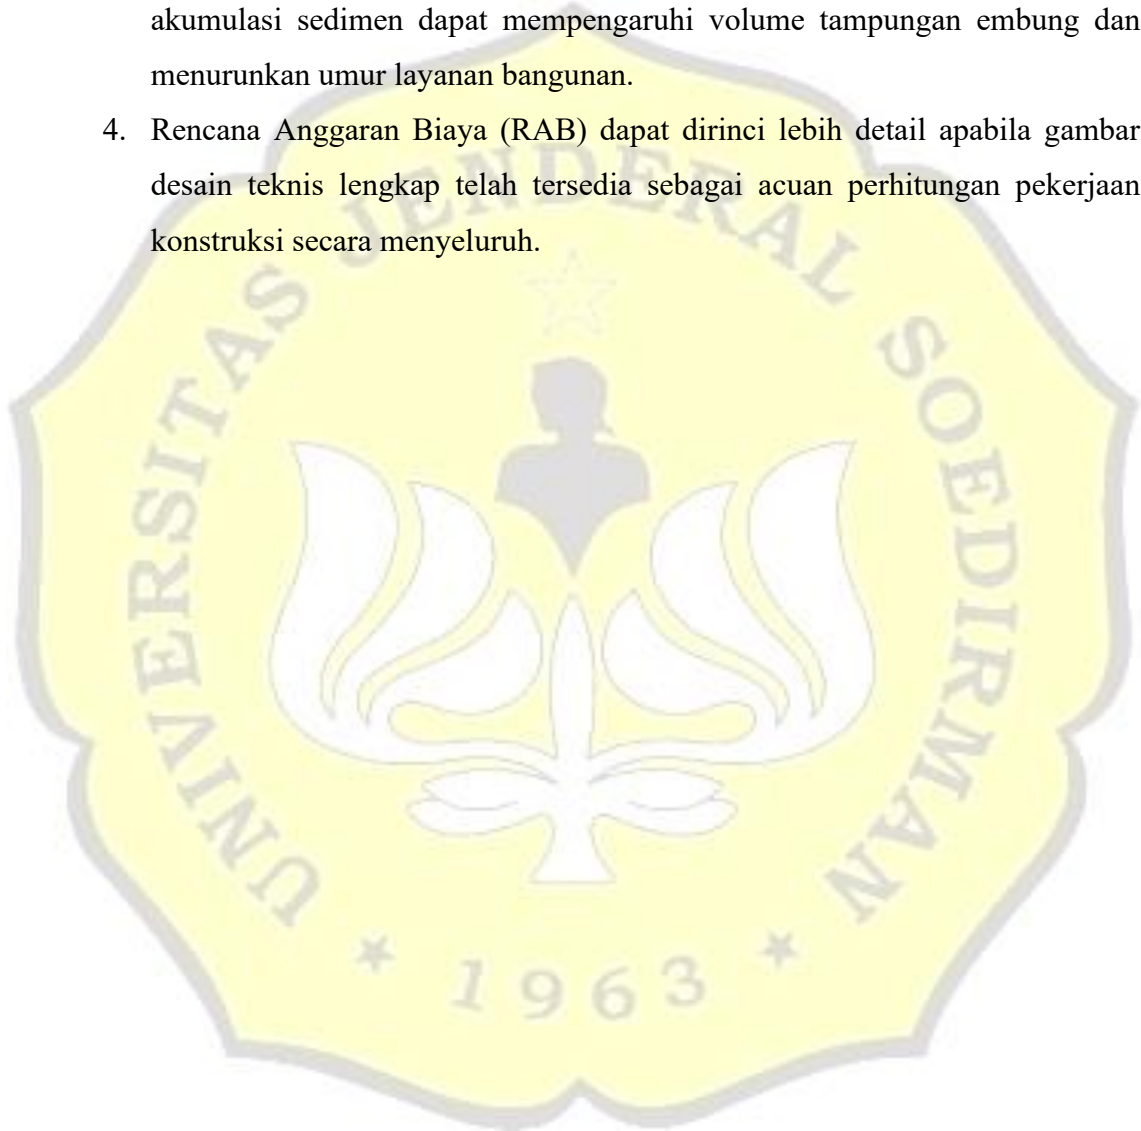 akumulasi sedimen dapat mempengaruhi volume tampungan embung dan
menurunkan umur layanan bangunan.
4. Rencana Anggaran Biaya (RAB) dapat dirinci lebih detail apabila gambar
desain teknis lengkap telah tersedia sebagai acuan perhitungan pekerjaan
konstruksi secara menyeluruh.
UNIVERSITAS JENDERAL SOEDIRMAN
* 1963 *